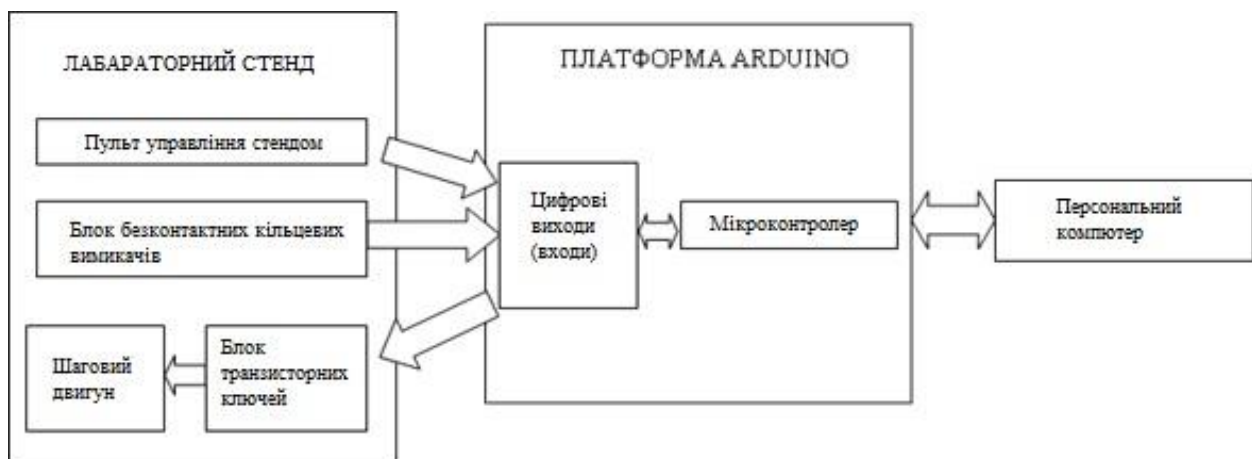 ЛАБАРАТОРНИЙ СТЕНД
Пульт управління стендом
Блок безконтактних кільцевих
вимикачів
Шаговий
двигун
Блок
транзисторних
ключей
ПЛАТФОРМА ARDUINO
Цифрові
виходи
(входи)
Мікроконтролер
Персональний
компютер